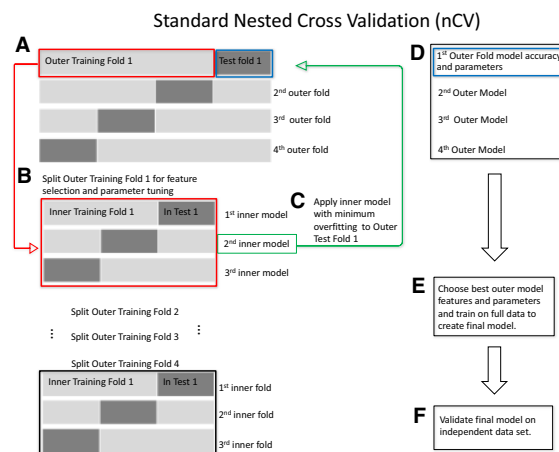 Standard Nested Cross Validation (nCV)
A
Outer Training Fold 1
Test fold 1
2nd outer fold
3rd outer fold
4th outer fold
B
Split Outer Training Fold 1 for feature
selection and parameter tuning
Inner Training Fold 1
In Test 1
1st inner model
2nd inner model
3rd inner model
C
Apply inner model
with minimum
overfitting to Outer
Test Fold 1
Split Outer Training Fold 2
Split Outer Training Fold 3
Split Outer Training Fold 4
Inner Training Fold 1
In Test 1
1st inner fold
2nd inner fold
3rd inner fold
D
1st Outer Fold model accuracy
and parameters
2nd Outer Model
3rd Outer Model
4th Outer Model
E
Choose best outer model
features and parameters
and train on full data to
create final model.
F
Validate final model on
independent data set.